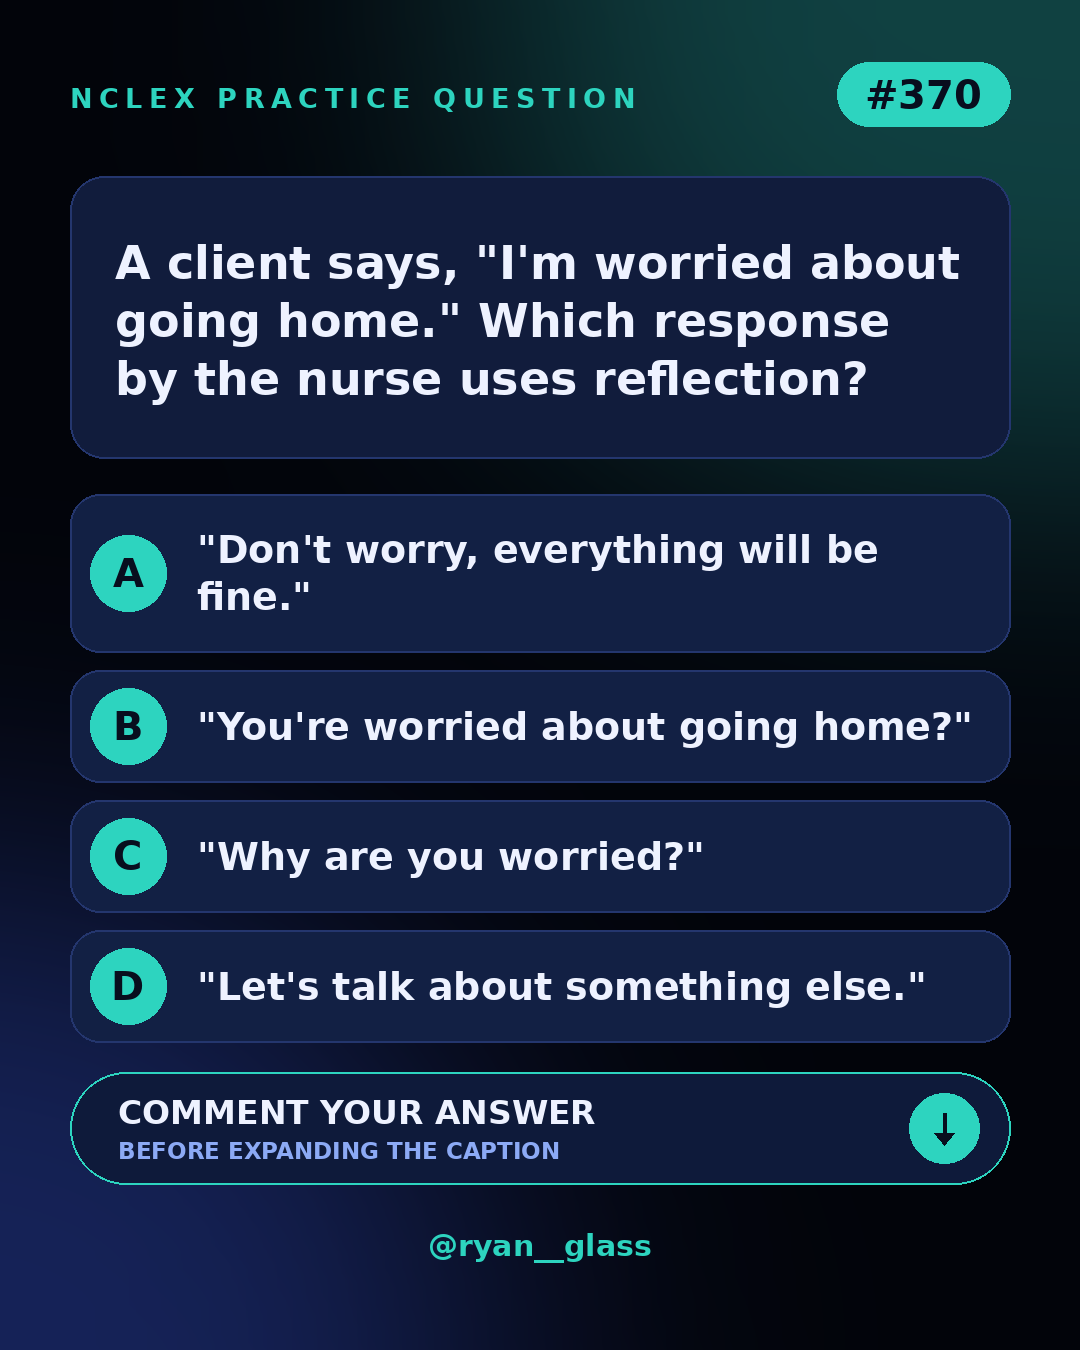 NCLEX PRACTICE QUESTION
#370
A client says, "I'm worried about
going home." Which response
by the nurse uses reflection?
A
"Don't worry, everything will be
fine."
B
"You're worried about going home?"
C
"Why are you worried?"
D
"Let's talk about something else."
COMMENT YOUR ANSWER
BEFORE EXPANDING THE CAPTION
@ryan__glass